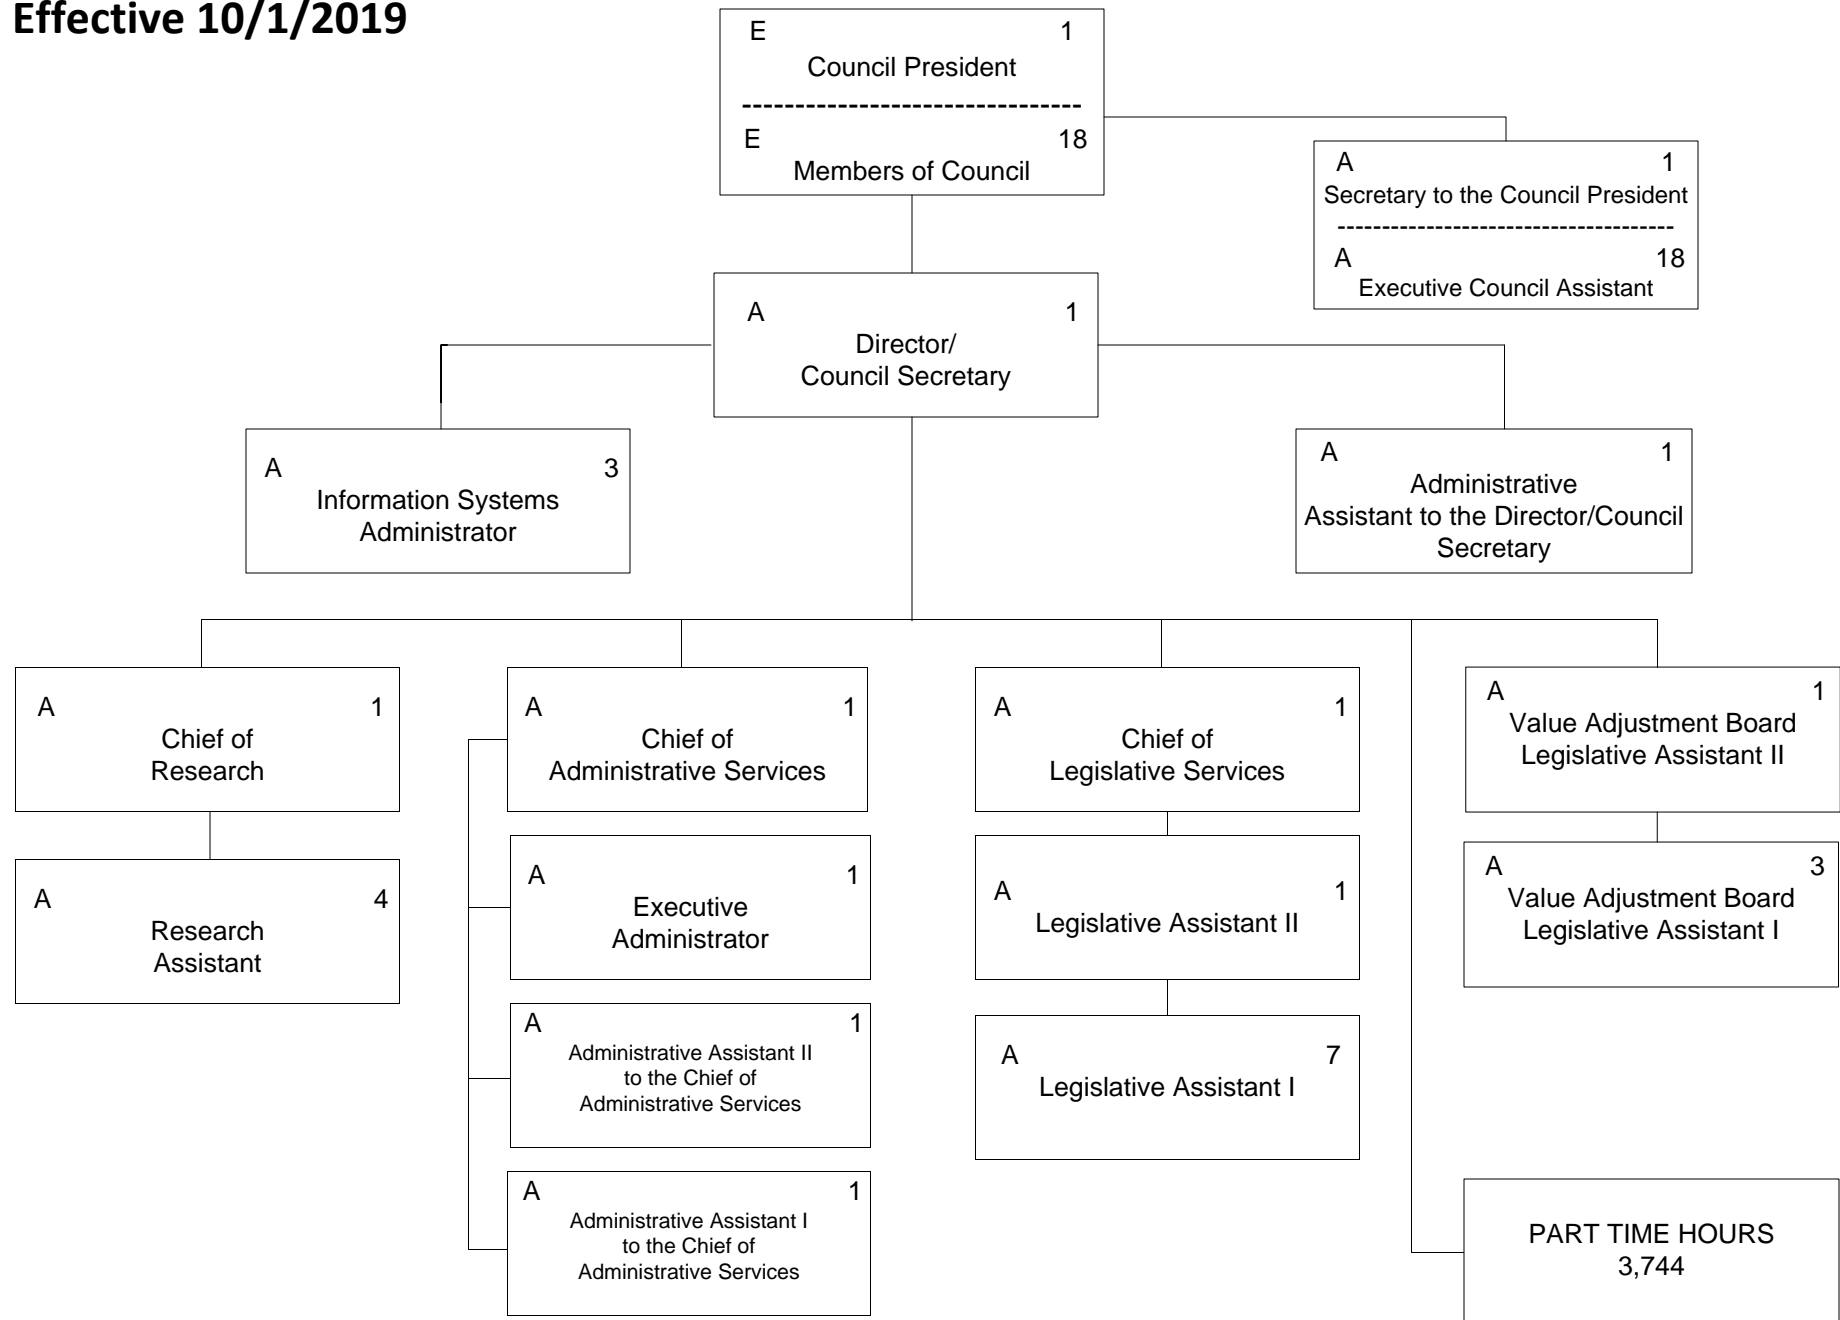 Effective 10/1/2019
E 1
Council President
--------------------------------
E 18
Members of Council
A 1
Secretary to the Council President
--------------------------------------
A 18
Executive Council Assistant
A 1
Director/
Council Secretary
A 3
Information Systems
Administrator
A 1
Administrative
Assistant to the Director/Council
Secretary
A 1
Chief of
Research
A 4
Research
Assistant
A 1
Chief of
Administrative Services
A 1
Executive
Administrator
A 1
Administrative Assistant II
to the Chief of
Administrative Services
A 1
Administrative Assistant I
to the Chief of
Administrative Services
A 1
Chief of
Legislative Services
A 1
Legislative Assistant II
A 7
Legislative Assistant I
A 1
Value Adjustment Board
Legislative Assistant II
A 3
Value Adjustment Board
Legislative Assistant I
PART TIME HOURS
3,744